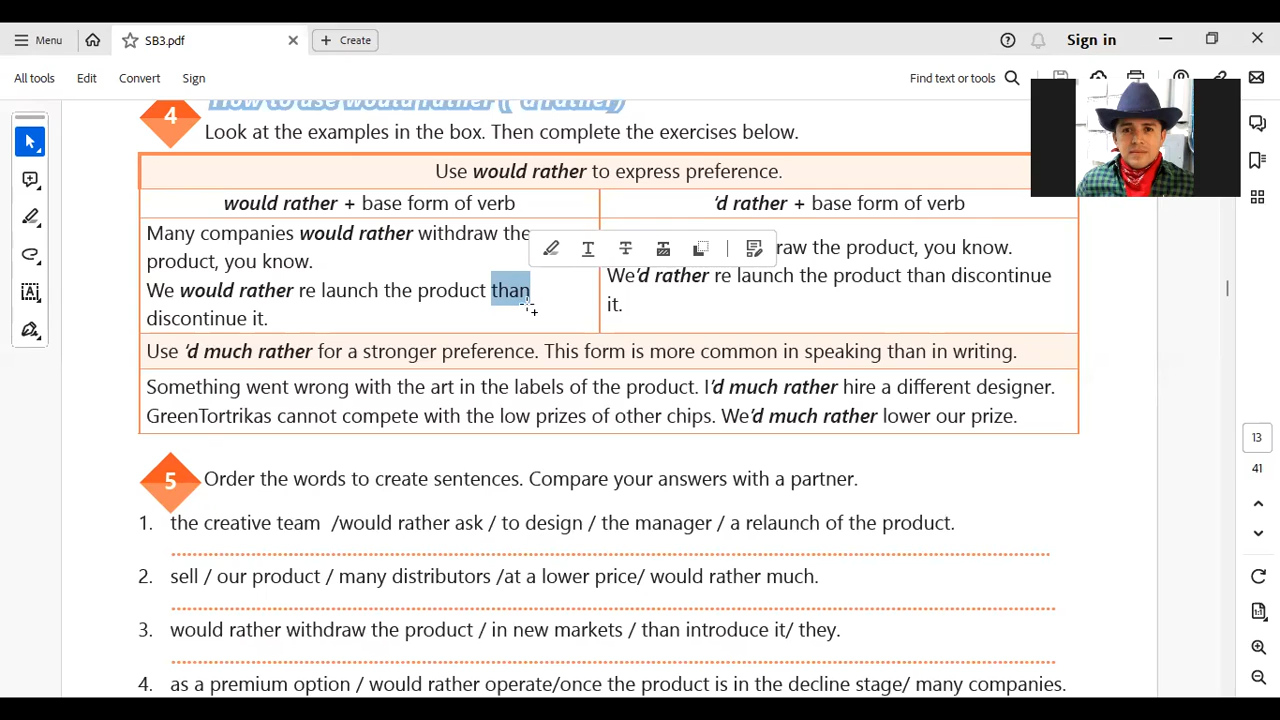 Menu
SB3.pdf
Create
Sign in
All tools
Edit
Convert
Sign
Find text or tools
4
How to use would rather ('d rather)
Look at the examples in the box. Then complete the exercises below.
Use would rather to express preference.
would rather + base form of verb
'd rather + base form of verb
Many companies would rather withdraw the
product, you know.
We would rather re launch the product than
discontinue it.
raw the product, you know.
We'd rather re launch the product than discontinue
it.
Use 'd much rather for a stronger preference. This form is more common in speaking than in writing.
Something went wrong with the art in the labels of the product. I'd much rather hire a different designer.
GreenTortrikas cannot compete with the low prizes of other chips. We'd much rather lower our prize.
5
Order the words to create sentences. Compare your answers with a partner.
1. the creative team /would rather ask / to design / the manager / a relaunch of the product.
2. sell / our product / many distributors /at a lower price/ would rather much.
3. would rather withdraw the product / in new markets / than introduce it/ they.
4. as a premium option / would rather operate/once the product is in the decline stage/ many companies.
13
41